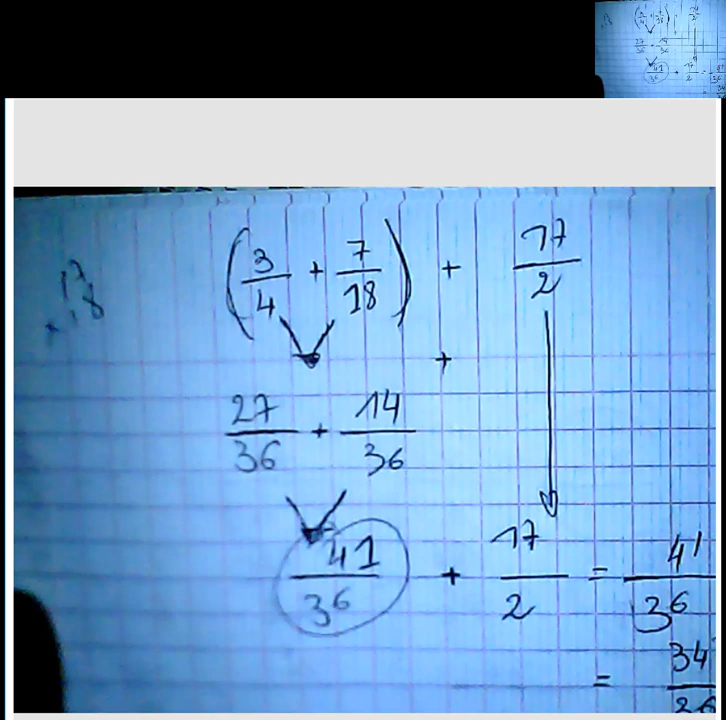 (3/4 + 7/18) + 17/2
+
27/36 + 14/36
41/36 + 17/2 = 41/36
= 34